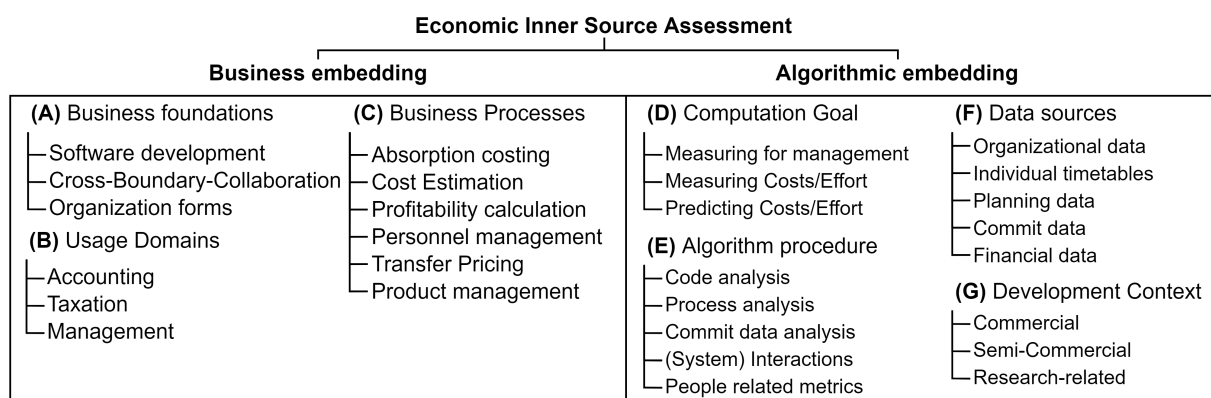 Economic Inner Source Assessment
Business embedding
Algorithmic embedding
(A) Business foundations
Software development
Cross-Boundary-Collaboration
Organization forms
(B) Usage Domains
Accounting
Taxation
Management
(C) Business Processes
Absorption costing
Cost Estimation
Profitability calculation
Personnel management
Transfer Pricing
Product management
(D) Computation Goal
Measuring for management
Measuring Costs/Effort
Predicting Costs/Effort
(E) Algorithm procedure
Code analysis
Process analysis
Commit data analysis
(System) Interactions
People related metrics
(F) Data sources
Organizational data
Individual timetables
Planning data
Commit data
Financial data
(G) Development Context
Commercial
Semi-Commercial
Research-related